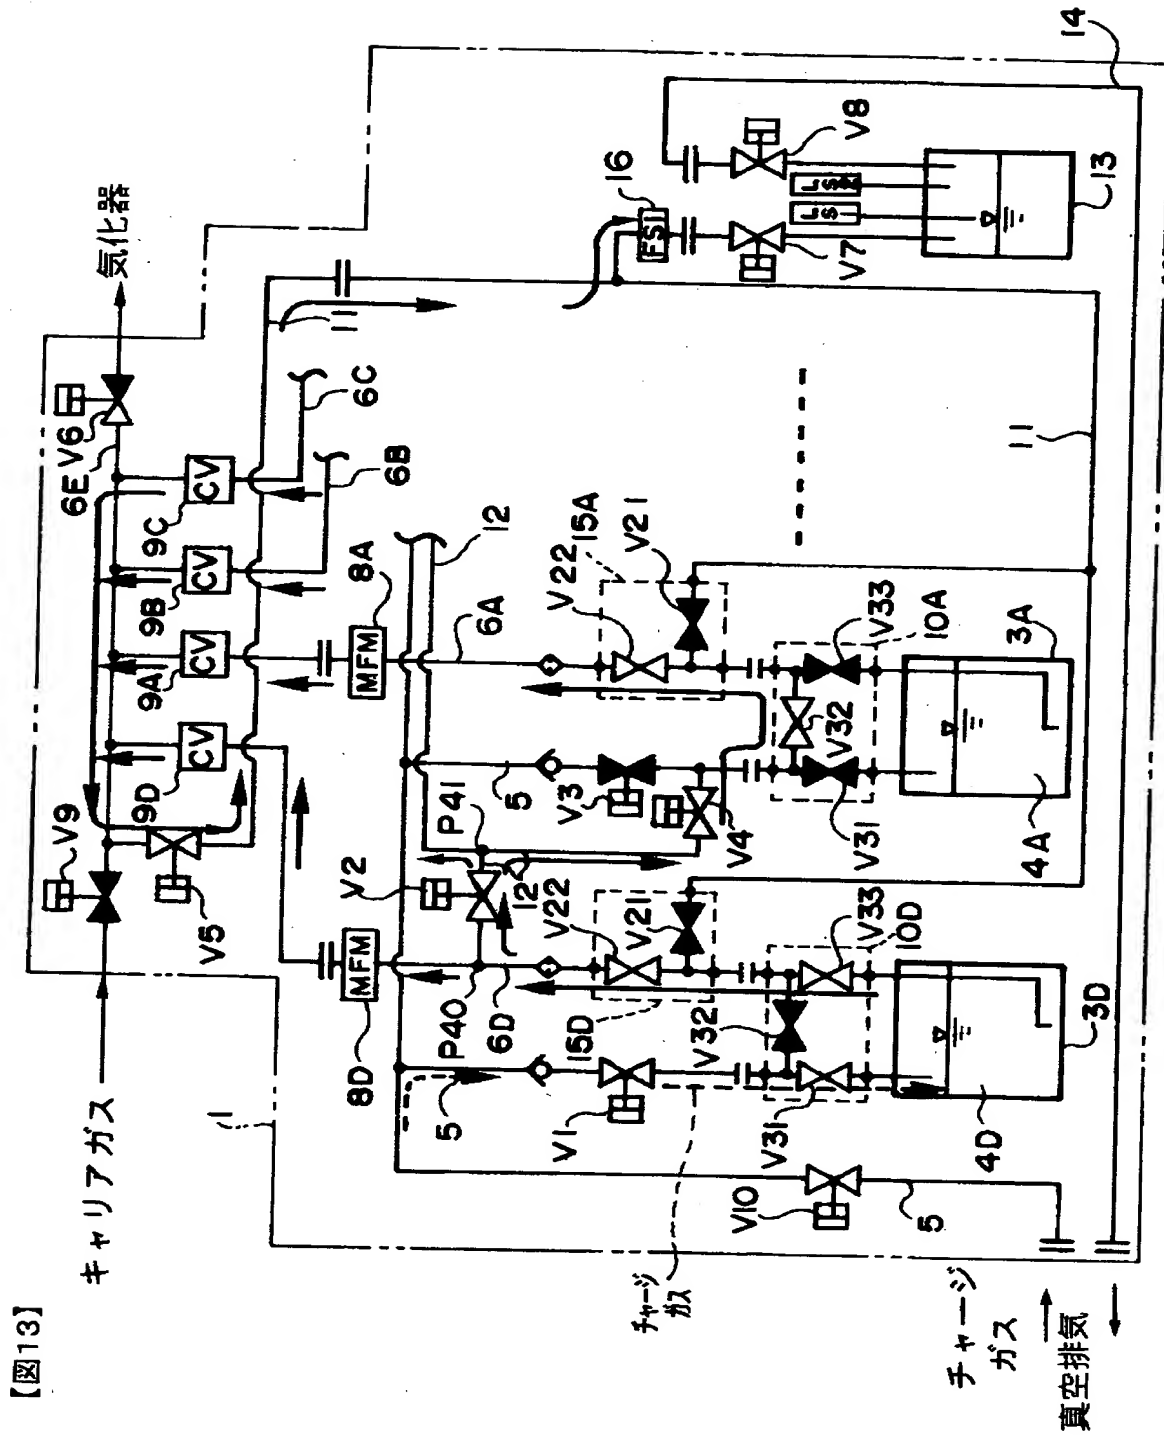 【図13】
キャリアガス
V9
6E
V6
気化器
9D
9A
9B
9C
CV
CV
CV
CV
V5
1
11
6C
6B
8D
MFM
V2
MFM
8A
P40
P41
12
12
5
6D
V22
5
6A
V22
15A
V1
15D
V3
V21
V21
チャージ
ガス
V10
V32
V4
V32
V31
V33
10D
V31
V33
10A
5
4D
3D
4A
3A
16
FSI
V7
V8
LS
LS
13
11
14
チャージ
ガス
真空排気